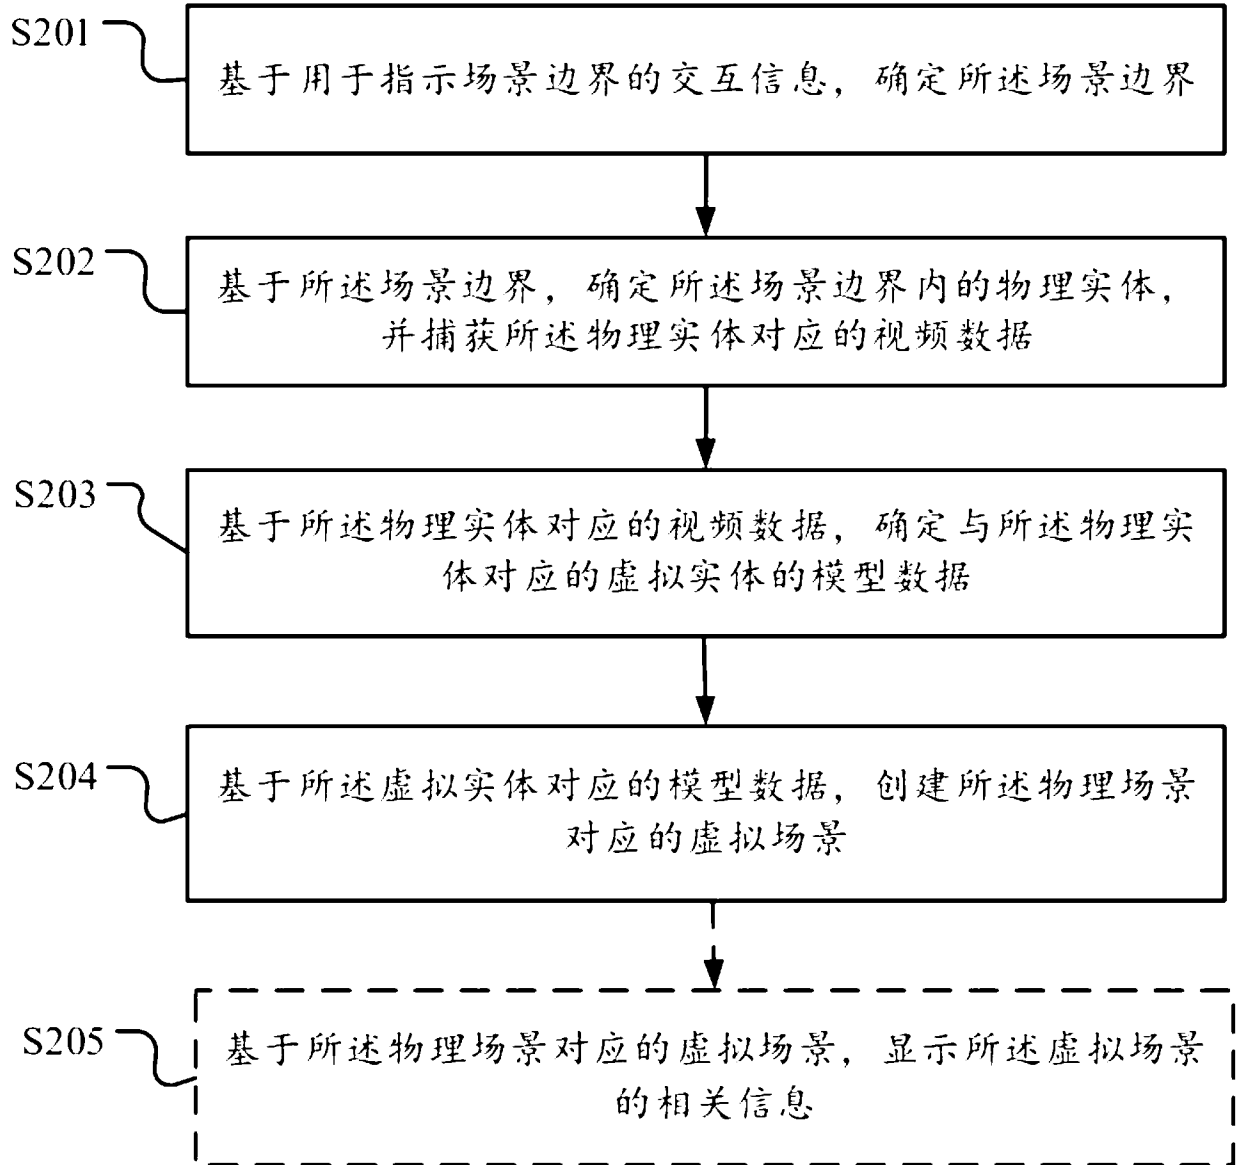 S201
基于用于指示场景边界的交互信息，确定所述场景边界
S202
基于所述场景边界，确定所述场景边界内的物理实体，
并捕获所述物理实体对应的视频数据
S203
基于所述物理实体对应的视频数据，确定与所述物理实
体对应的虚拟实体的模型数据
S204
基于所述虚拟实体对应的模型数据，创建所述物理场景
对应的虚拟场景
S205
基于所述物理场景对应的虚拟场景，显示所述虚拟场景
的相关信息